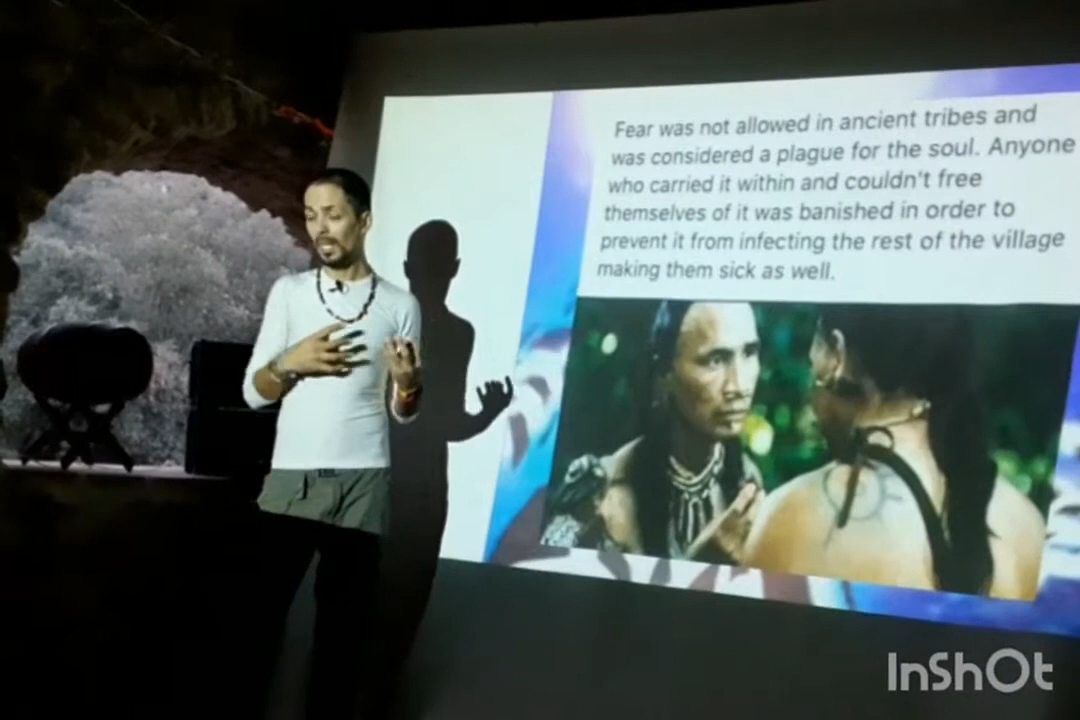 Fear was not allowed in ancient tribes and
was considered a plague for the soul. Anyone
who carried it within and couldn't free
themselves of it was banished in order to
prevent it from infecting the rest of the village
making them sick as well.
InShOt